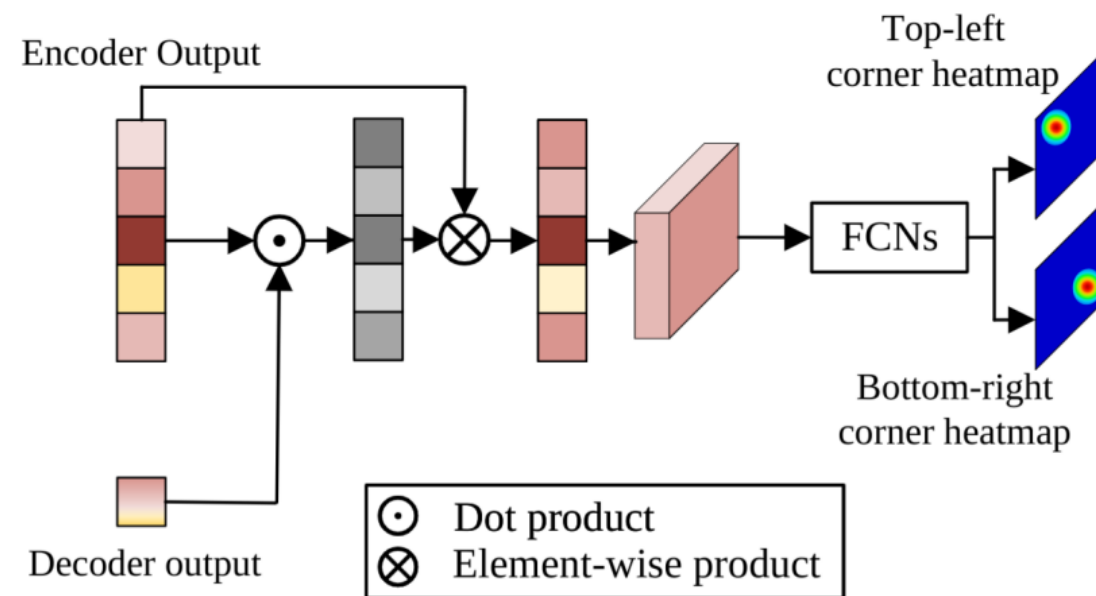 Encoder Output
Top-left
corner heatmap
FCNs
Bottom-right
corner heatmap
Decoder output
Dot product
Element-wise product